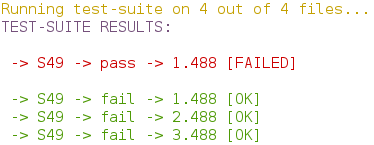 Running test-suite on 4 out of 4 files...
TEST-SUITE RESULTS:
-> S49 -> pass -> 1.488 [FAILED]
-> S49 -> fail -> 1.488 [OK]
-> S49 -> fail -> 2.488 [OK]
-> S49 -> fail -> 3.488 [OK]